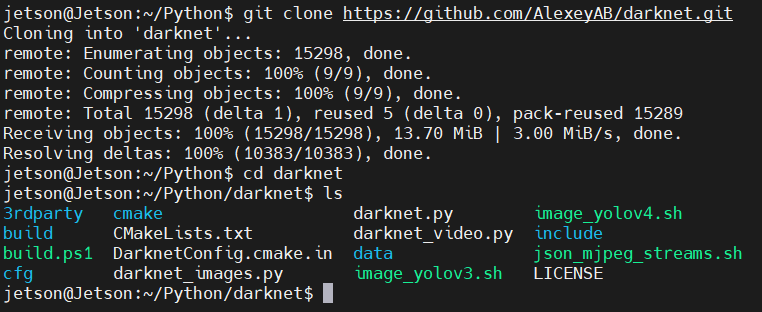 jetson@Jetson:~/Python$ git clone https://github.com/AlexeyAB/darknet.git
Cloning into 'darknet'...
remote: Enumerating objects: 15298, done.
remote: Counting objects: 100% (9/9), done.
remote: Compressing objects: 100% (9/9), done.
remote: Total 15298 (delta 1), reused 5 (delta 0), pack-reused 15289
Receiving objects: 100% (15298/15298), 13.70 MiB | 3.00 MiB/s, done.
Resolving deltas: 100% (10383/10383), done.
jetson@Jetson:~/Python$ cd darknet
jetson@Jetson:~/Python/darknet$ ls
3rdparty   cmake                   darknet.py        image_yolov4.sh
build      CMakeLists.txt          darknet_video.py  include
build.ps1  DarknetConfig.cmake.in  data              json_mjpeg_streams.sh
cfg        darknet_images.py       image_yolov3.sh   LICENSE
jetson@Jetson:~/Python/darknet$